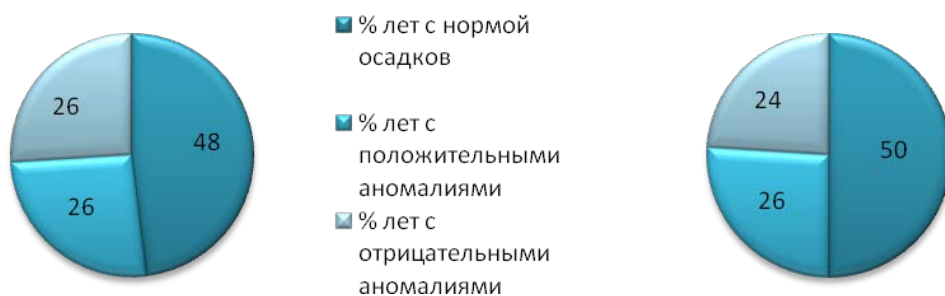 26
48
26
% лет с нормой
осадков
% лет с
положительными
аномалиями
% лет с
отрицательными
аномалиями
24
50
26